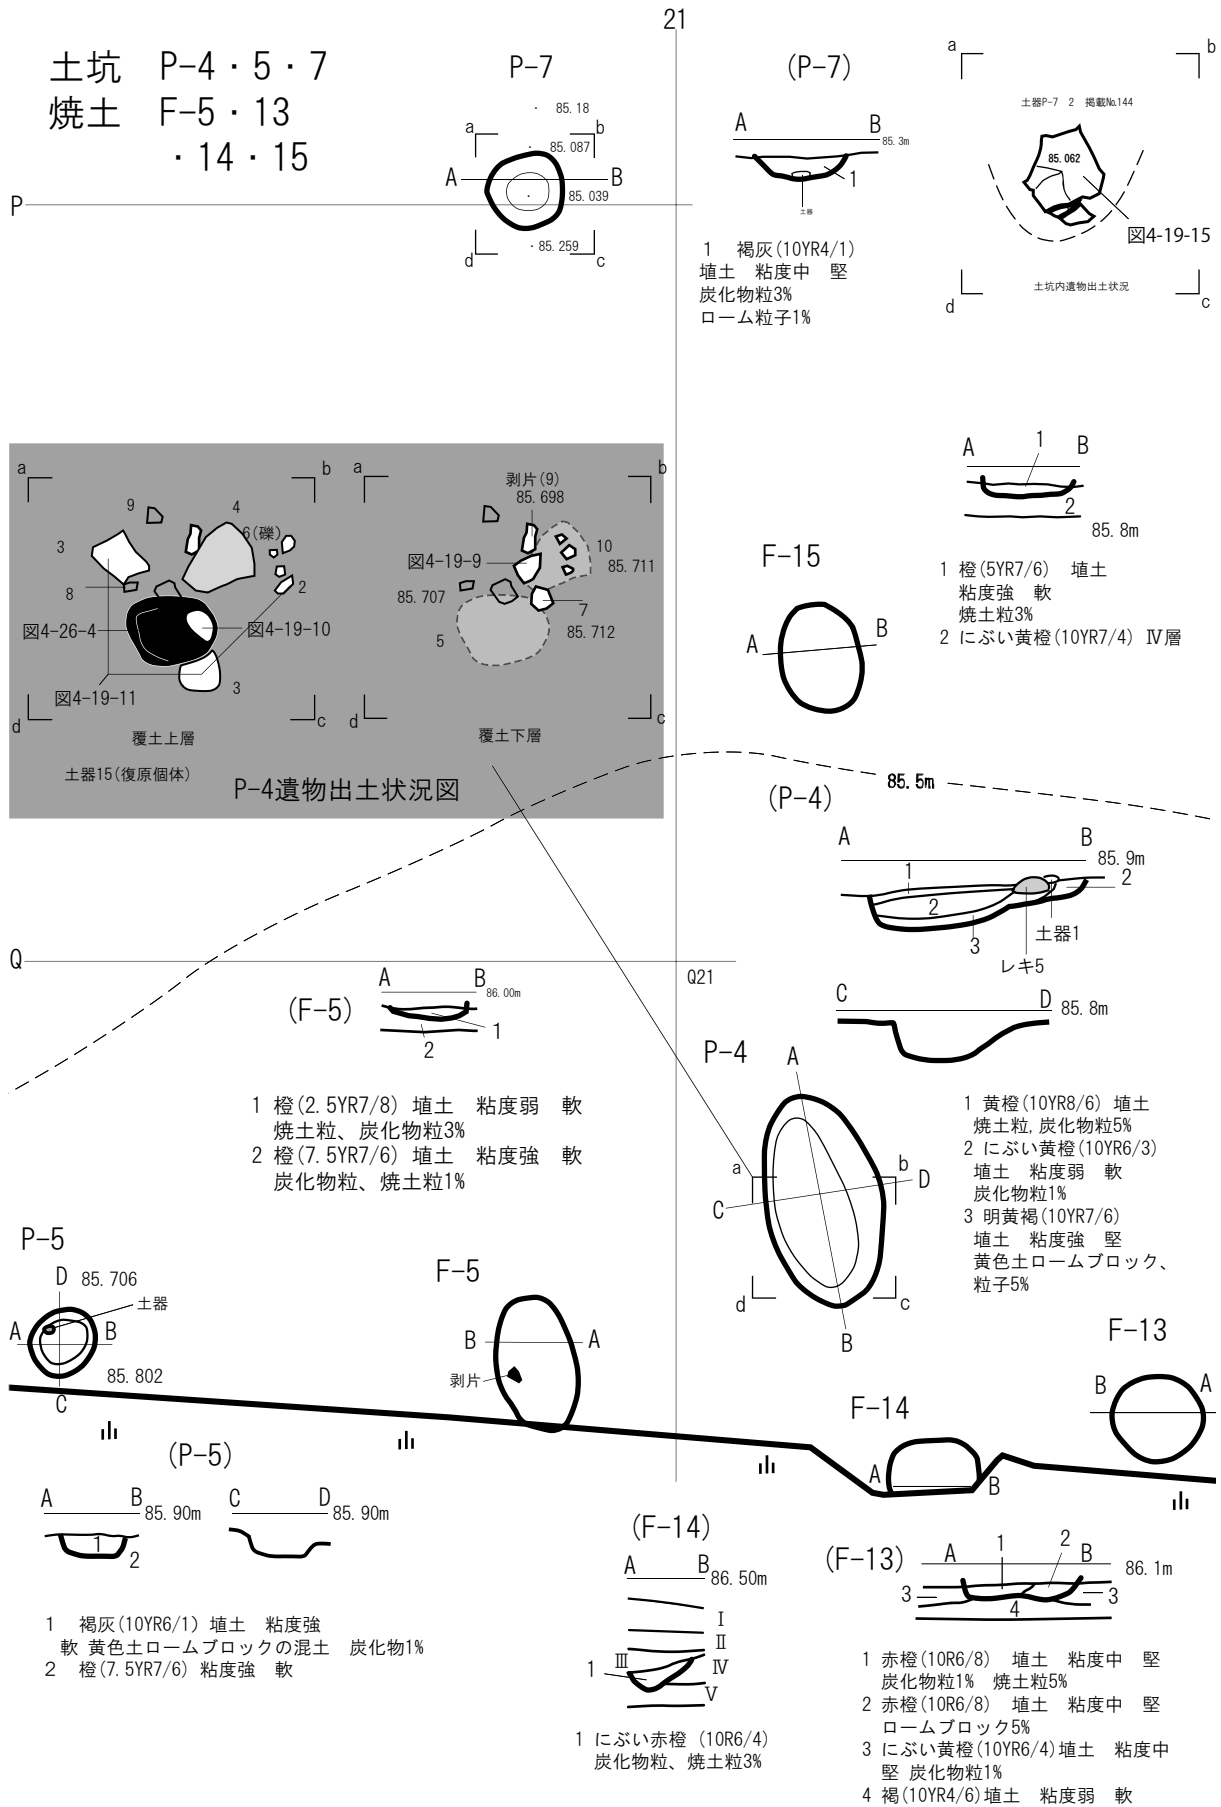 21
土坑　P-4・5・7
焼土　F-5・13
・14・15
P-7
85.18
a
b
85.087
A
B
85.039
85.259
d
c
P
(P-7)
A
B
85.3m
1
土器
1　褐灰(10YR4/1)
埴土　粘度中　堅
炭化物粒3%
ローム粒子1%
a
b
土器P-7　2　掲載№144
85.062
図4-19-15
土坑内遺物出土状況
d
c
a
b
9
4
6(礫)
3
8
2
図4-26-4
図4-19-10
3
図4-19-11
d
c
覆土上層
土器15(復原個体)
a
b
剥片(9)
85.698
図4-19-9
10
85.711
85.707
7
5
85.712
d
c
覆土下層
P-4遺物出土状況図
A
1
B
2
85.8m
F-15
A
B
1 橙(5YR7/6)　埴土
粘度強　軟
焼土粒3%
2 にぶい黄橙(10YR7/4) Ⅳ層
85.5m
(P-4)
A
B
85.9m
1
2
2
3
土器1
レキ5
C
D
85.8m
Q
Q21
(F-5)
A
B
86.00m
1
2
1 橙(2.5YR7/8) 埴土　粘度弱　軟
焼土粒、炭化物粒3%
2 橙(7.5YR7/6) 埴土　粘度強　軟
炭化物粒、焼土粒1%
P-4
A
a
b
D
C
d
c
B
1 黄橙(10YR8/6) 埴土
焼土粒,炭化物粒5%
2 にぶい黄橙(10YR6/3)
埴土　粘度弱　軟
炭化物粒1%
3 明黄褐(10YR7/6)
埴土　粘度強　堅
黄色土ロームブロック、
粒子5%
P-5
D
85.706
土器
A
B
85.802
C
F-5
B
A
剥片
F-13
B
A
F-14
A
B
(P-5)
A
B
85.90m
C
D
85.90m
1
2
1　褐灰(10YR6/1) 埴土　粘度強
軟 黄色土ロームブロックの混土　炭化物1%
2　橙(7.5YR7/6) 粘度強　軟
(F-14)
A
B
86.50m
Ⅰ
Ⅱ
Ⅲ
Ⅳ
1
Ⅴ
1 にぶい赤橙 (10R6/4)
炭化物粒、焼土粒3%
(F-13)
A
1
2
B
86.1m
3
3
4
1 赤橙(10R6/8)　埴土　粘度中　堅
炭化物粒1%　焼土粒5%
2 赤橙(10R6/8)　埴土　粘度中　堅
ロームブロック5%
3 にぶい黄橙(10YR6/4)埴土　粘度中
堅 炭化物粒1%
4 褐(10YR4/6)埴土　粘度弱　軟